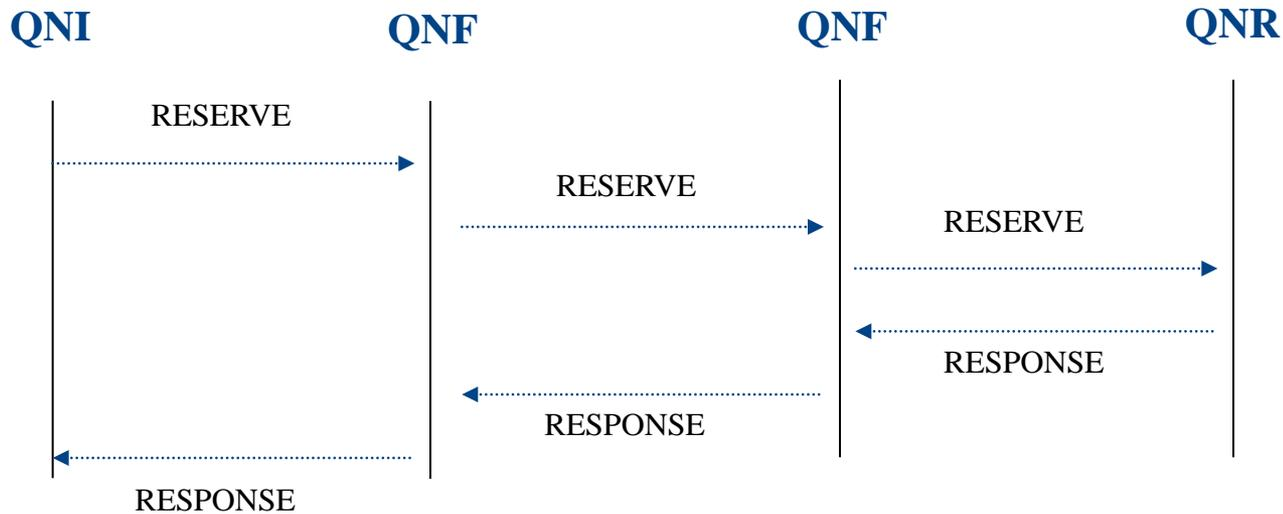 QNI
QNF
QNF
QNR
RESERVE
RESERVE
RESERVE
RESPONSE
RESPONSE
RESPONSE